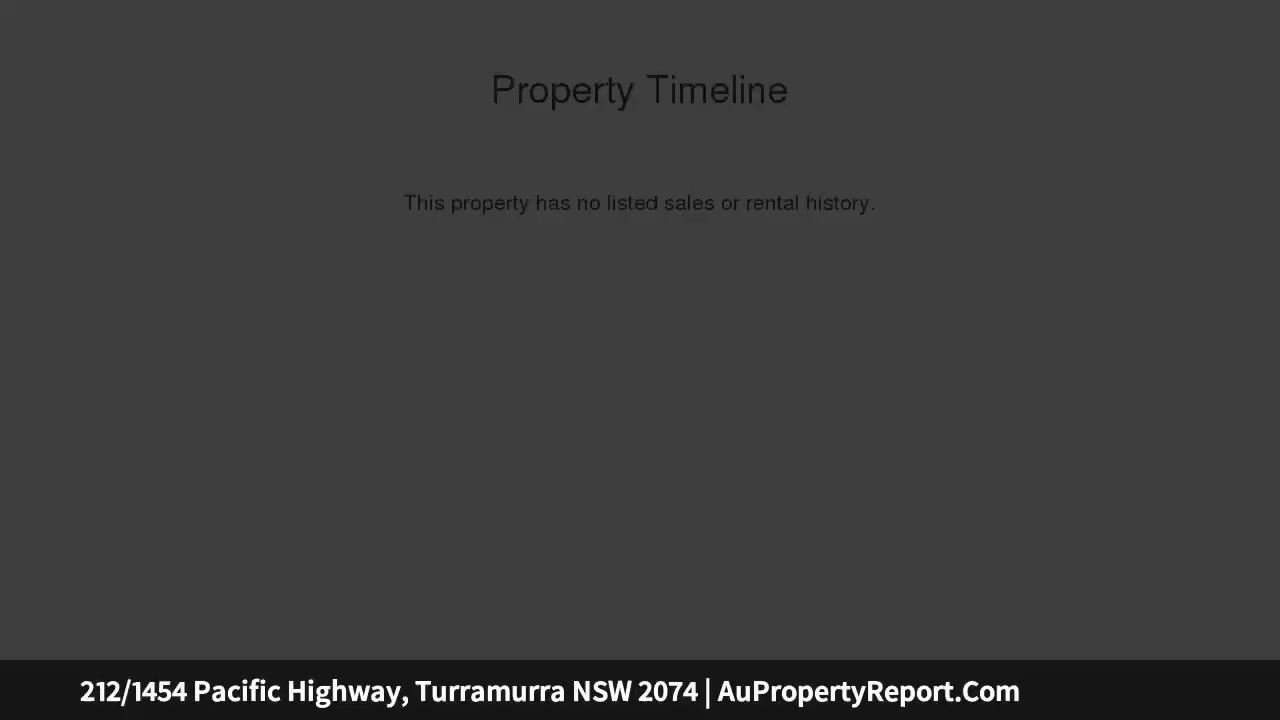 Property Timeline
This property has no listed sales or rental history.
212/1454 Pacific Highway, Turramurra NSW 2074 | AuPropertyReport.Com